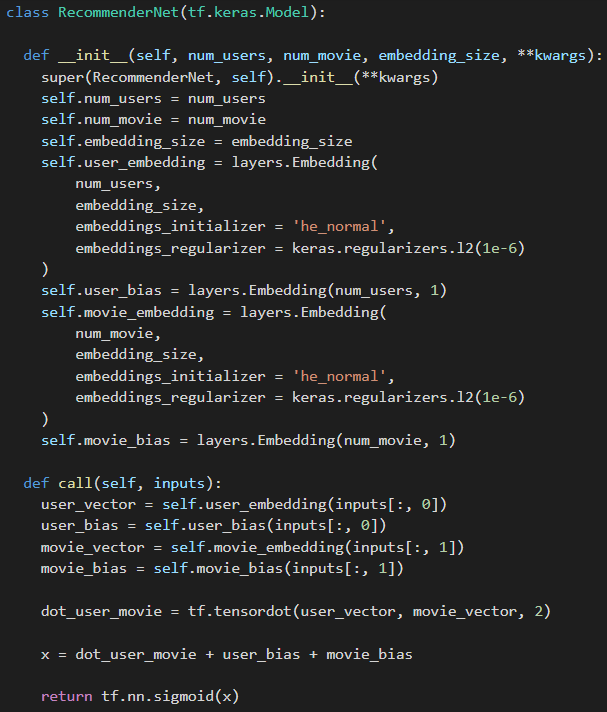 class RecommenderNet(tf.keras.Model):

  def __init__(self, num_users, num_movie, embedding_size, **kwargs):
    super(RecommenderNet, self).__init__(**kwargs)
    self.num_users = num_users
    self.num_movie = num_movie
    self.embedding_size = embedding_size
    self.user_embedding = layers.Embedding(
        num_users,
        embedding_size,
        embeddings_initializer = 'he_normal',
        embeddings_regularizer = keras.regularizers.l2(1e-6)
    )
    self.user_bias = layers.Embedding(num_users, 1)
    self.movie_embedding = layers.Embedding(
        num_movie,
        embedding_size,
        embeddings_initializer = 'he_normal',
        embeddings_regularizer = keras.regularizers.l2(1e-6)
    )
    self.movie_bias = layers.Embedding(num_movie, 1)

  def call(self, inputs):
    user_vector = self.user_embedding(inputs[:, 0])
    user_bias = self.user_bias(inputs[:, 0])
    movie_vector = self.movie_embedding(inputs[:, 1])
    movie_bias = self.movie_bias(inputs[:, 1])

    dot_user_movie = tf.tensordot(user_vector, movie_vector, 2)

    x = dot_user_movie + user_bias + movie_bias

    return tf.nn.sigmoid(x)